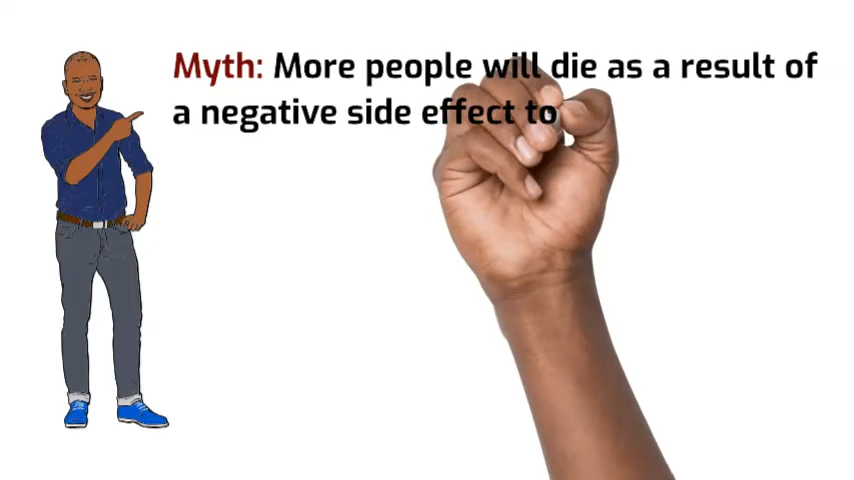 Myth: More people will die as a result of
a negative side effect to